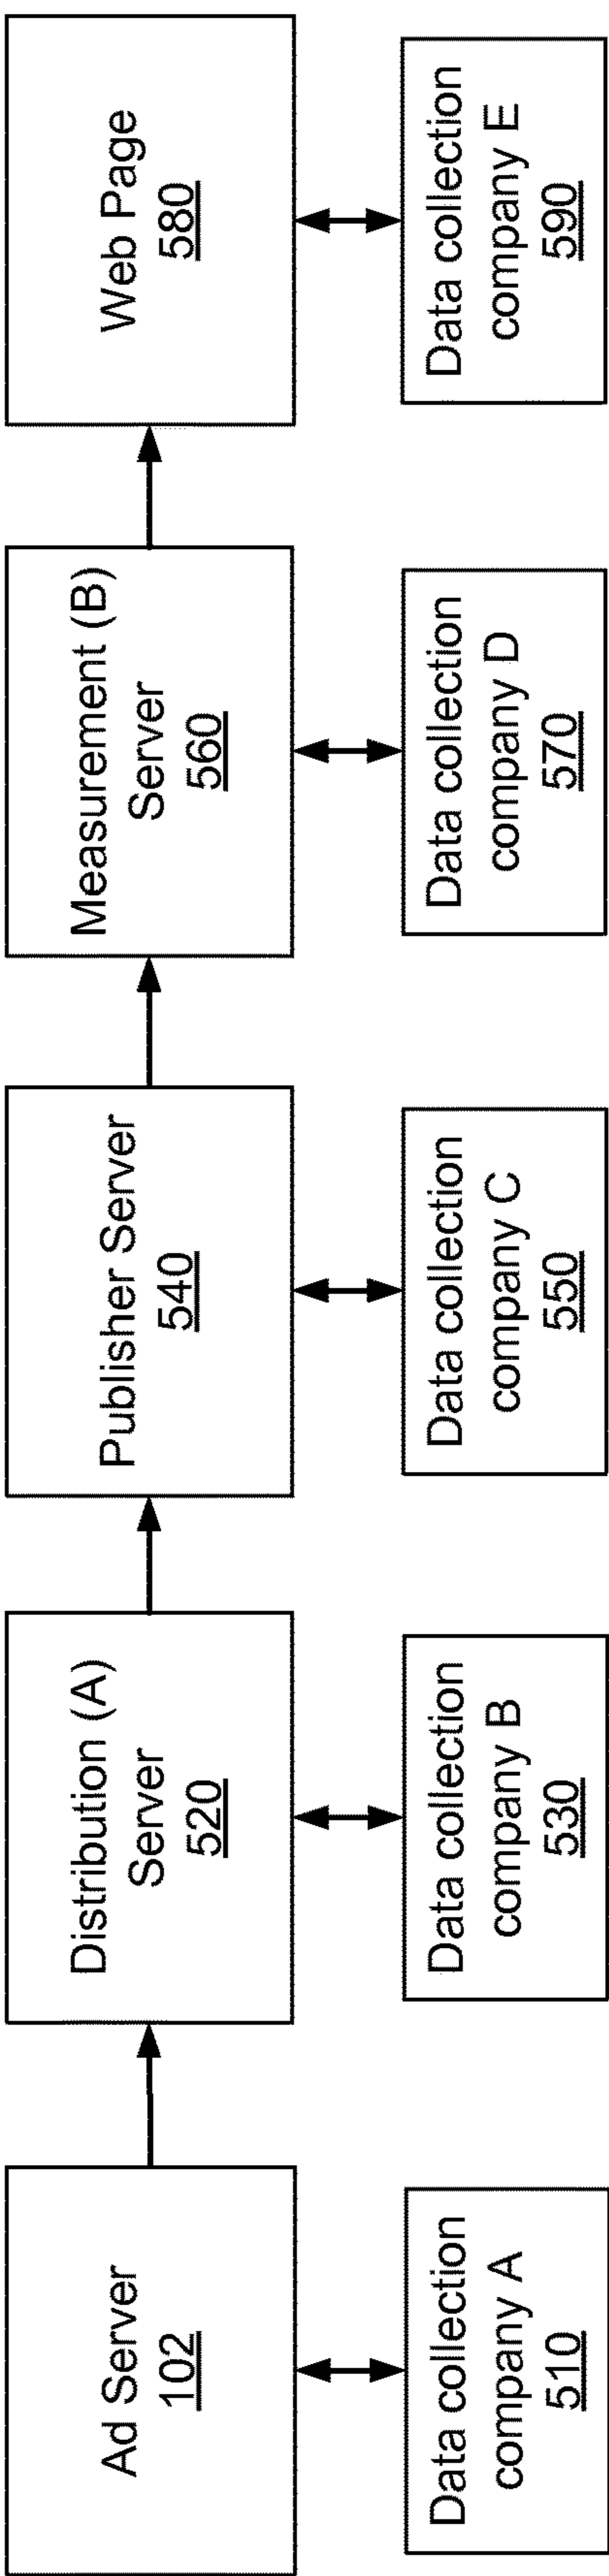 Ad Server
102
Distribution (A)
Server
520
Publisher Server
540
Measurement (B)
Server
560
Web Page
580
Data collection
company A
510
Data collection
company B
530
Data collection
company C
550
Data collection
company D
570
Data collection
company E
590